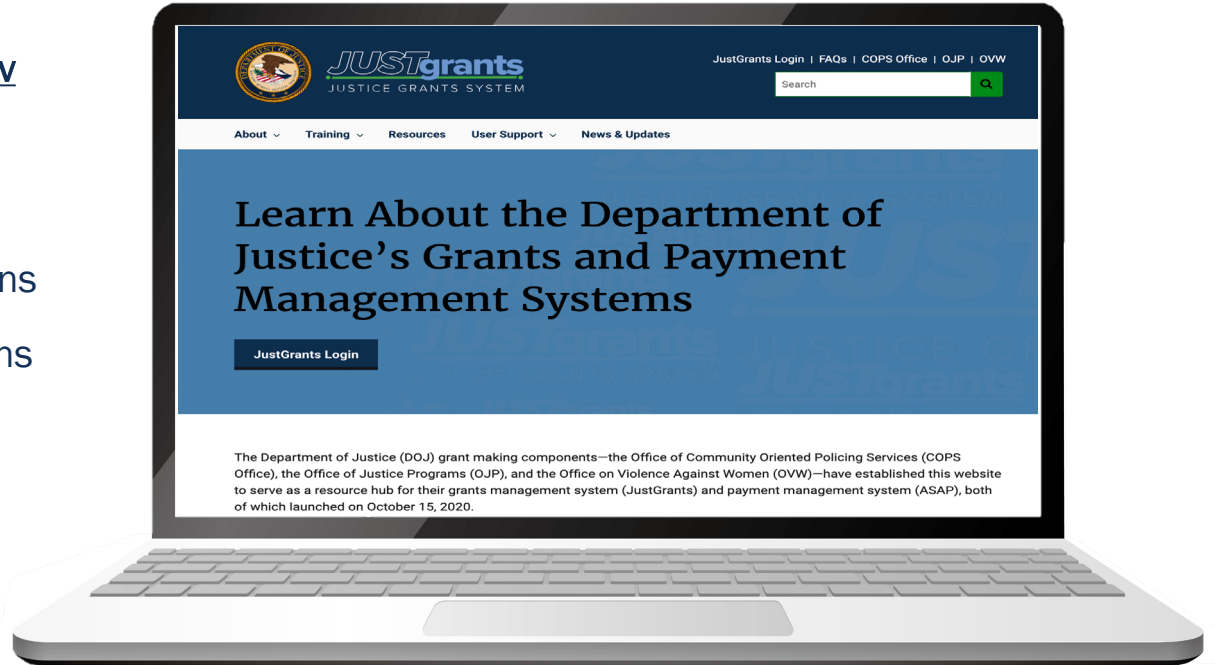 DEPARTMENT OF JUSTICE
JUSTgrants
JUSTICE GRANTS SYSTEM
JustGrants Login | FAQs | COPS Office | OJP | OVW
Search
About
Training
Resources
User Support
News & Updates
Learn About the Department of
Justice’s Grants and Payment
Management Systems
JustGrants Login
The Department of Justice (DOJ) grant making components—the Office of Community Oriented Policing Services (COPS
Office), the Office of Justice Programs (OJP), and the Office on Violence Against Women (OVW)—have established this website
to serve as a resource hub for their grants management system (JustGrants) and payment management system (ASAP), both
of which launched on October 15, 2020.